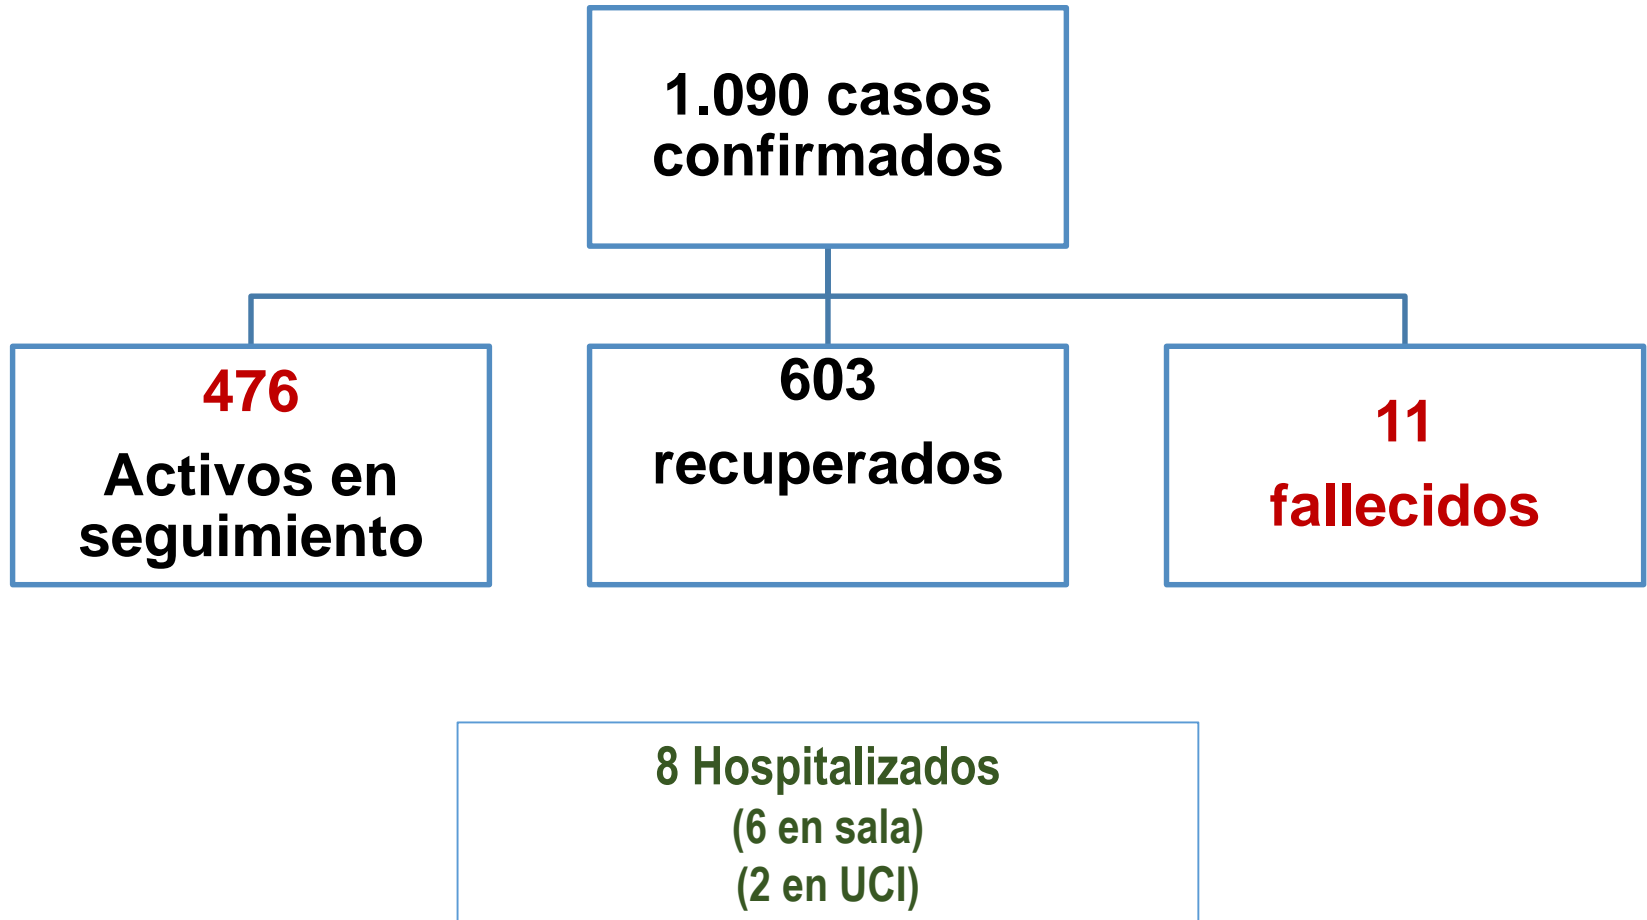 1.090 casos
confirmados
476
Activos en
seguimiento
603
recuperados
11
fallecidos
8 Hospitalizados
(6 en sala)
(2 en UCI)